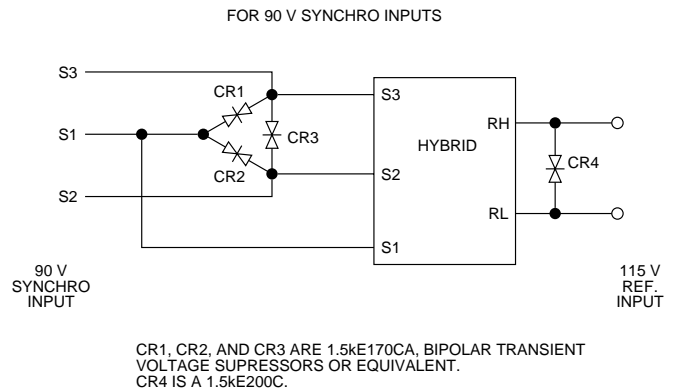 FOR 90 V SYNCHRO INPUTS
S3
CR1
S3
S1
CR3
RH
HYBRID
CR4
CR2
S2
S2
RL
S1
90 V
SYNCHRO
INPUT
115 V
REF.
INPUT
CR1, CR2, AND CR3 ARE 1.5kE170CA, BIPOLAR TRANSIENT
VOLTAGE SUPRESSORS OR EQUIVALENT.
CR4 IS A 1.5kE200C.